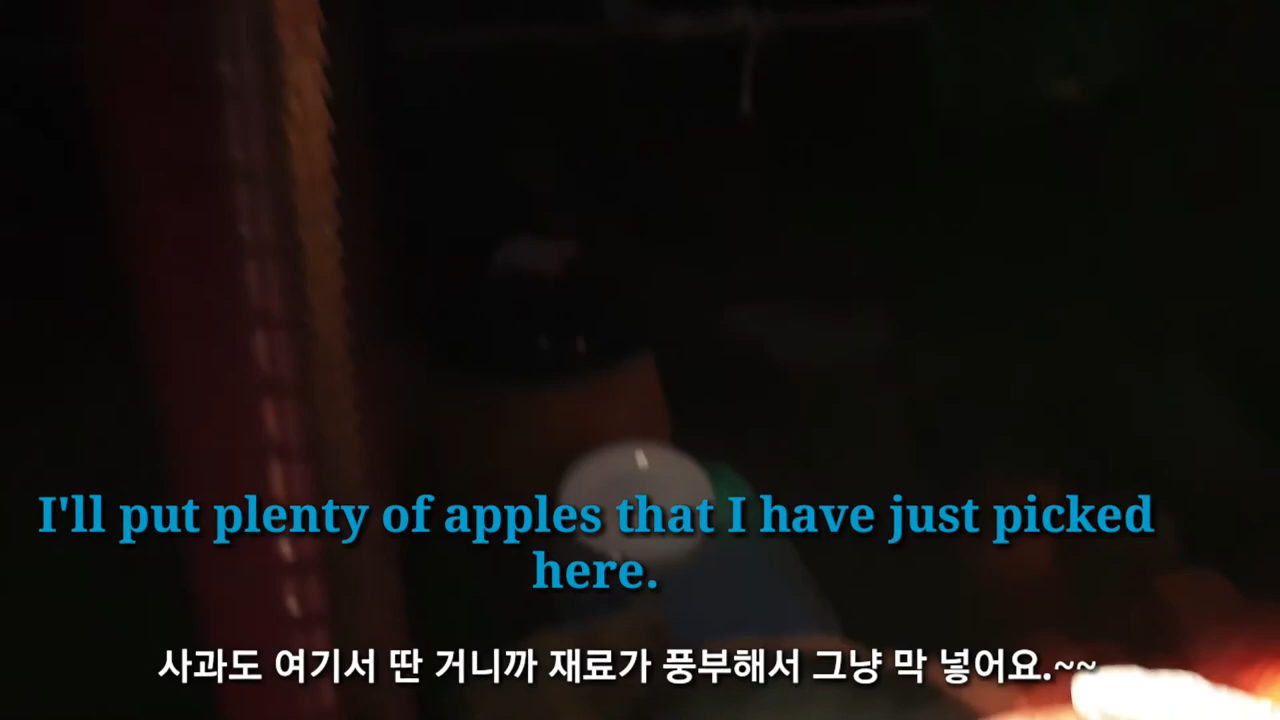 I'll put plenty of apples that I have just picked
here.
사과도 여기서 딴 거니까 재료가 풍부해서 그냥 막 넣어요.~~